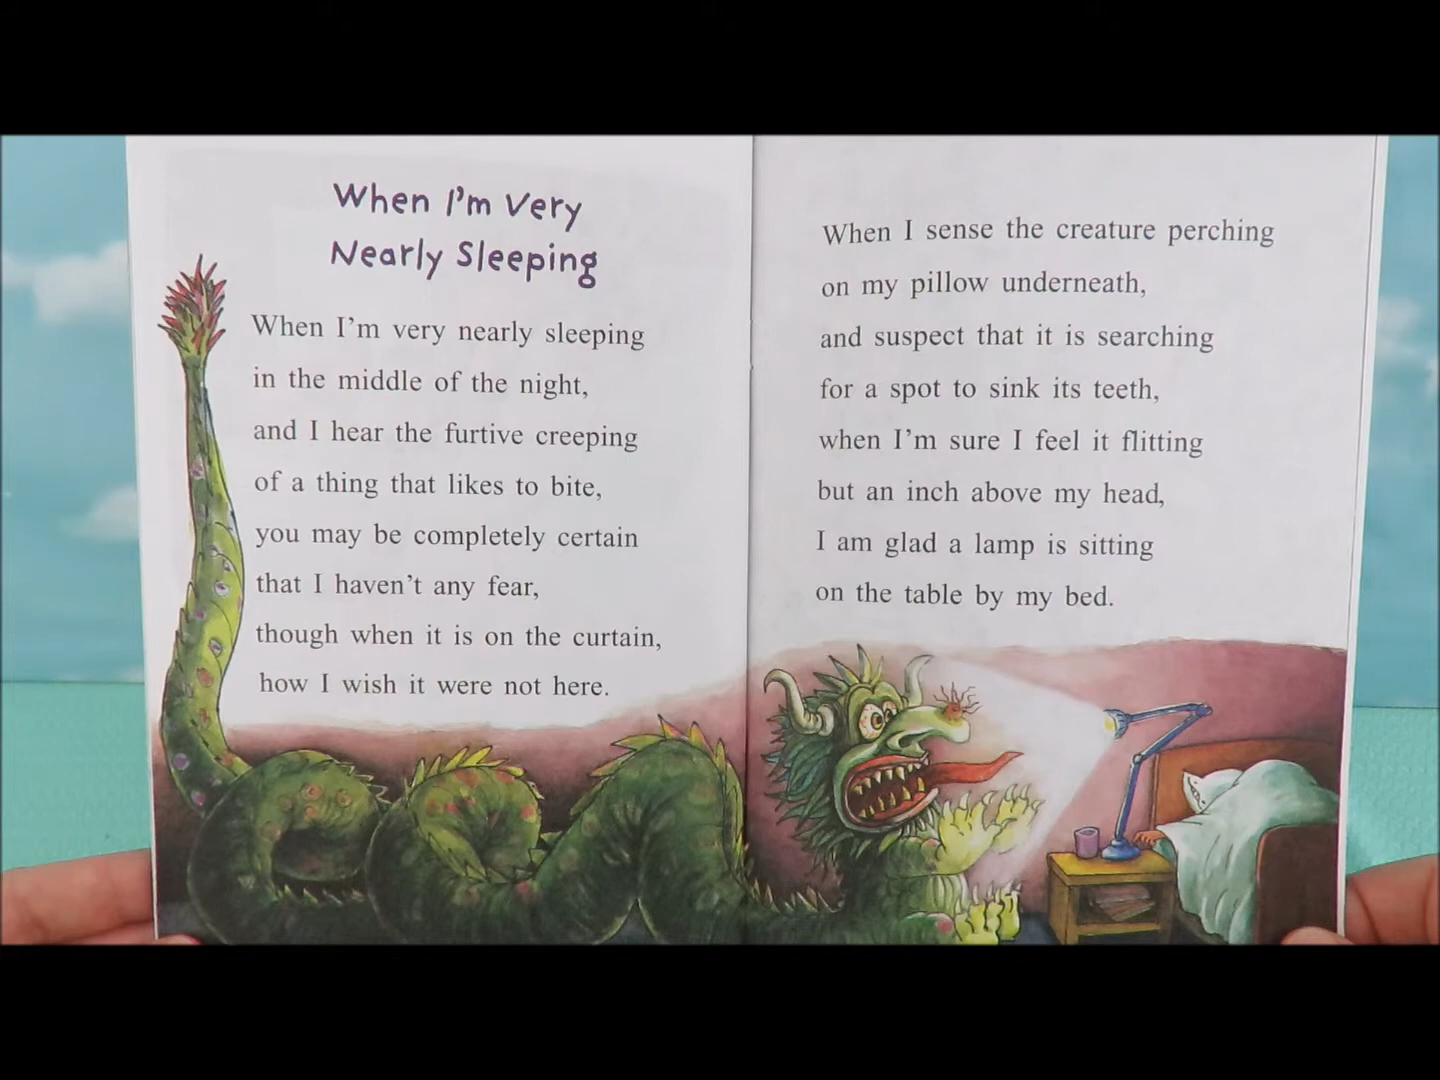 When I'm Very
Nearly Sleeping
When I'm very nearly sleeping
in the middle of the night,
and I hear the furtive creeping
of a thing that likes to bite,
you may be completely certain
that I haven't any fear,
though when it is on the curtain,
how I wish it were not here.
When I sense the creature perching
on my pillow underneath,
and suspect that it is searching
for a spot to sink its teeth,
when I'm sure I feel it flitting
but an inch above my head,
I am glad a lamp is sitting
on the table by my bed.